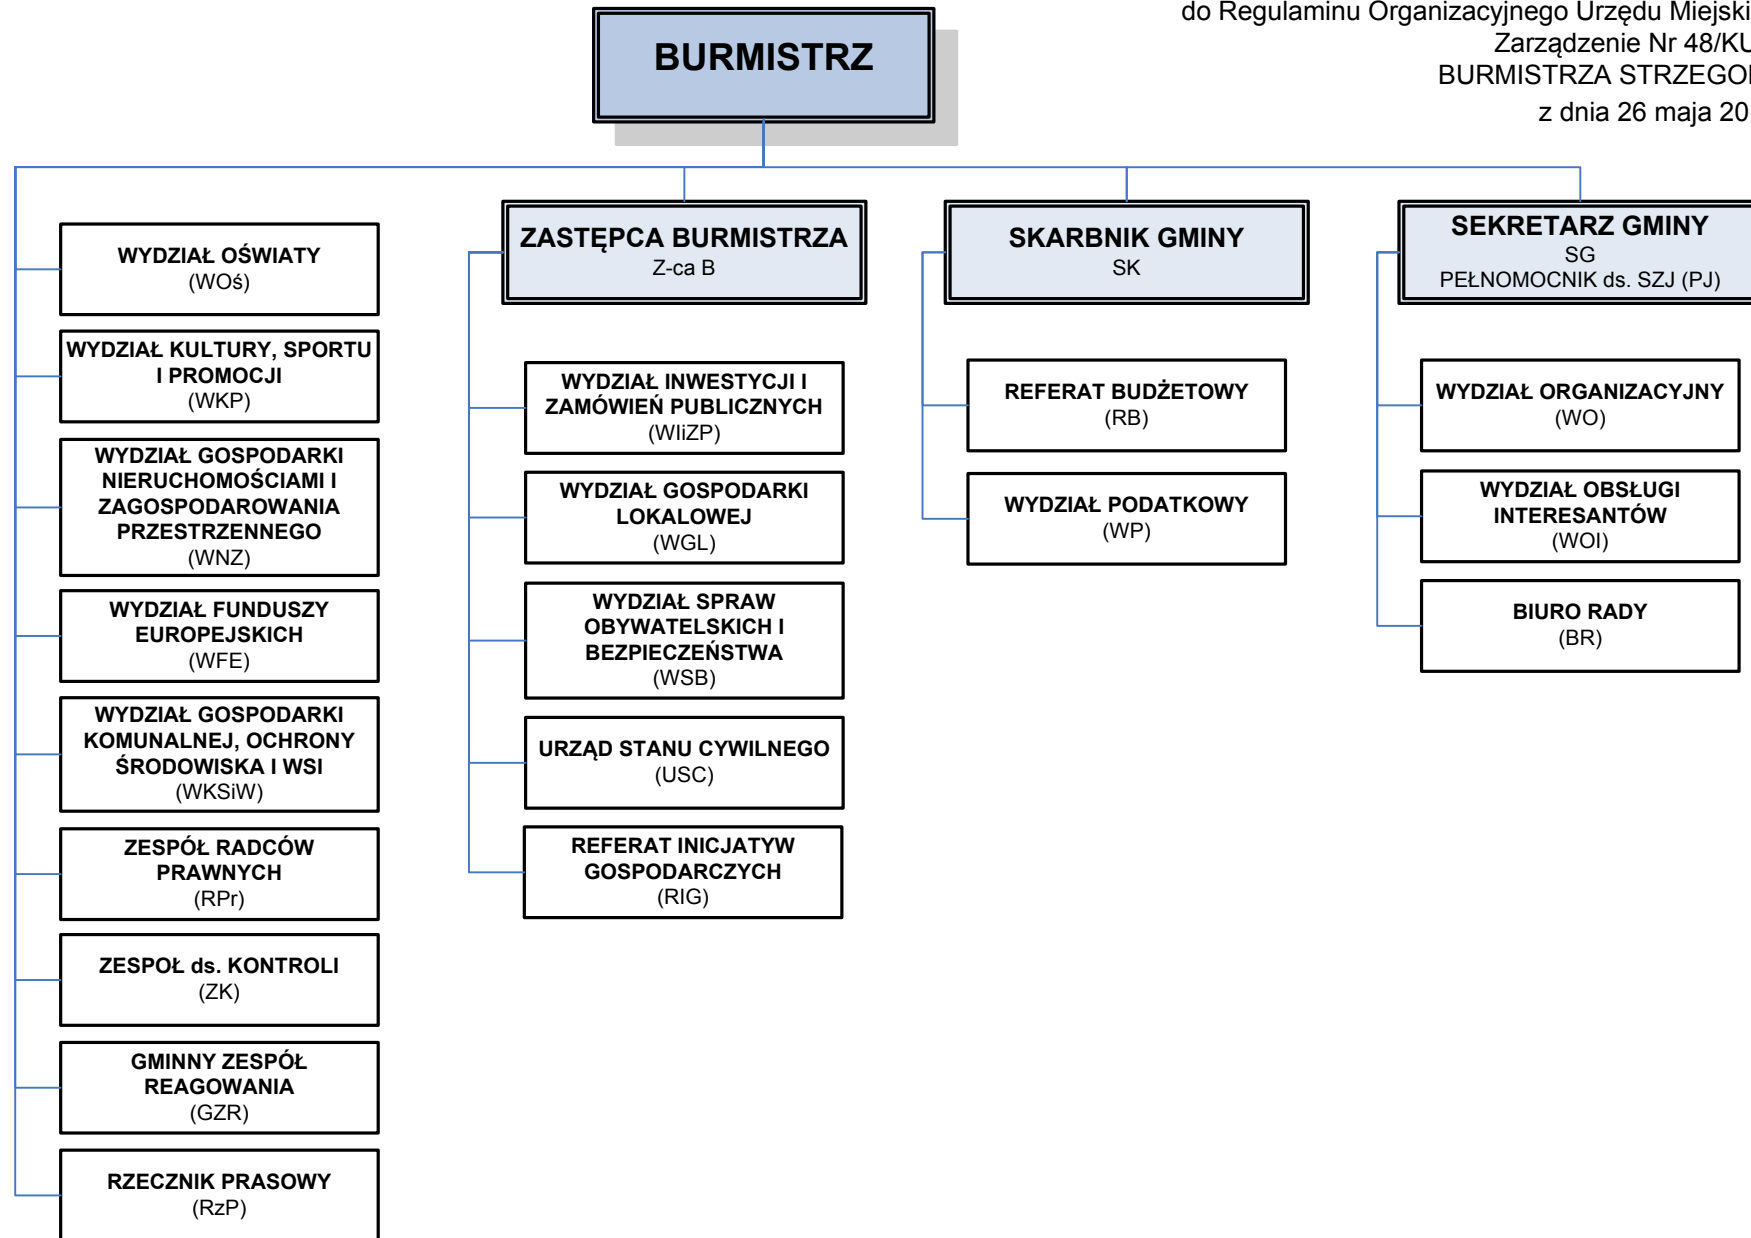 do Regulaminu Organizacyjnego Urzędu
Zarządzenie Nr
BURMISTRZA
z dnia 26 maja
BURMISTRZ
WYDZIAŁ OŚWIATY
(WOś)
WYDZIAŁ KULTURY, SPORTU
I PROMOCJI
(WKP)
WYDZIAŁ GOSPODARKI
NIERUCHOMOŚCIAMI I
ZAGOSPODAROWANIA
PRZESTRZENNEGO
(WNZ)
WYDZIAŁ FUNDUSZY
EUROPEJSKICH
(WFE)
WYDZIAŁ GOSPODARKI
KOMUNALNEJ, OCHRONY
ŚRODOWISKA I WSI
(WKSiW)
ZESPÓŁ RADCÓW
PRAWNYCH
(RPr)
ZESPOŁ ds. KONTROLI
(ZK)
GMINNY ZESPÓŁ
REAGOWANIA
(GZR)
RZECZNIK PRASOWY
(RzP)
ZASTĘPCA BURMISTRZA
Z-ca B
WYDZIAŁ INWESTYCJI I
ZAMÓWIEŃ PUBLICZNYCH
(WIiZP)
WYDZIAŁ GOSPODARKI
LOKALOWEJ
(WGL)
WYDZIAŁ SPRAW
OBYWATELSKICH I
BEZPIECZEŃSTWA
(WSB)
URZĄD STANU CYWILNEGO
(USC)
REFERAT INICJATYW
GOSPODARCZYCH
(RIG)
SKARBNIK GMINY
SK
REFERAT BUDŻETOWY
(RB)
WYDZIAŁ PODATKOWY
(WP)
SEKRETARZ GMINY
SG
PEŁNOMOCNIK ds. SZJ (PJ)
WYDZIAŁ ORGANIZACYJNY
(WO)
WYDZIAŁ OBSŁUGI
INTERESANTÓW
(WOI)
BIURO RADY
(BR)